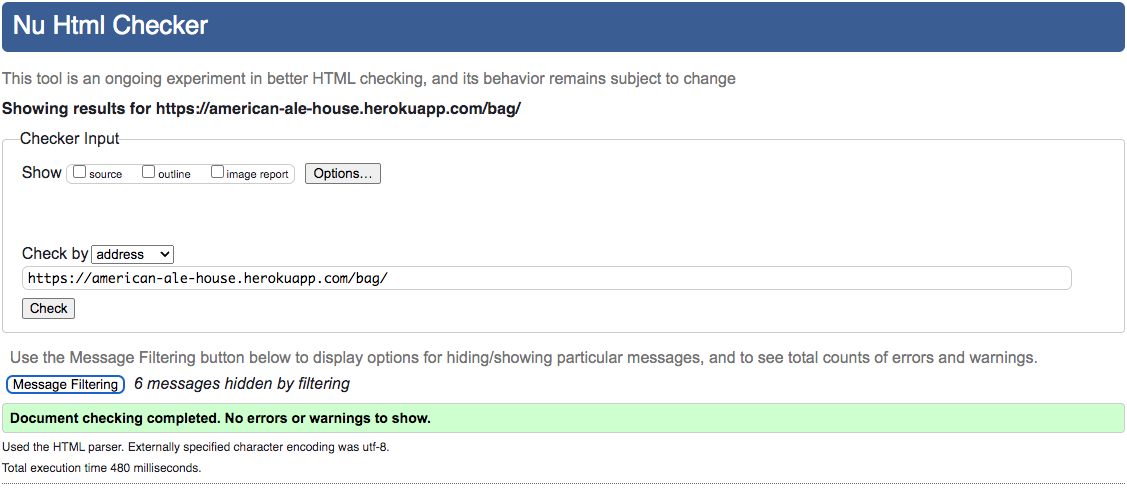 Nu Html Checker
This tool is an ongoing experiment in better HTML checking, and its behavior remains subject to change
Showing results for https://american-ale-house.herokuapp.com/bag/
Checker Input
Show source outline image report Options...
Check by address
https://american-ale-house.herokuapp.com/bag/
Check
Use the Message Filtering button below to display options for hiding/showing particular messages, and to see total counts of errors and warnings.
Message Filtering 6 messages hidden by filtering
Document checking completed. No errors or warnings to show.
Used the HTML parser. Externally specified character encoding was utf-8.
Total execution time 480 milliseconds.